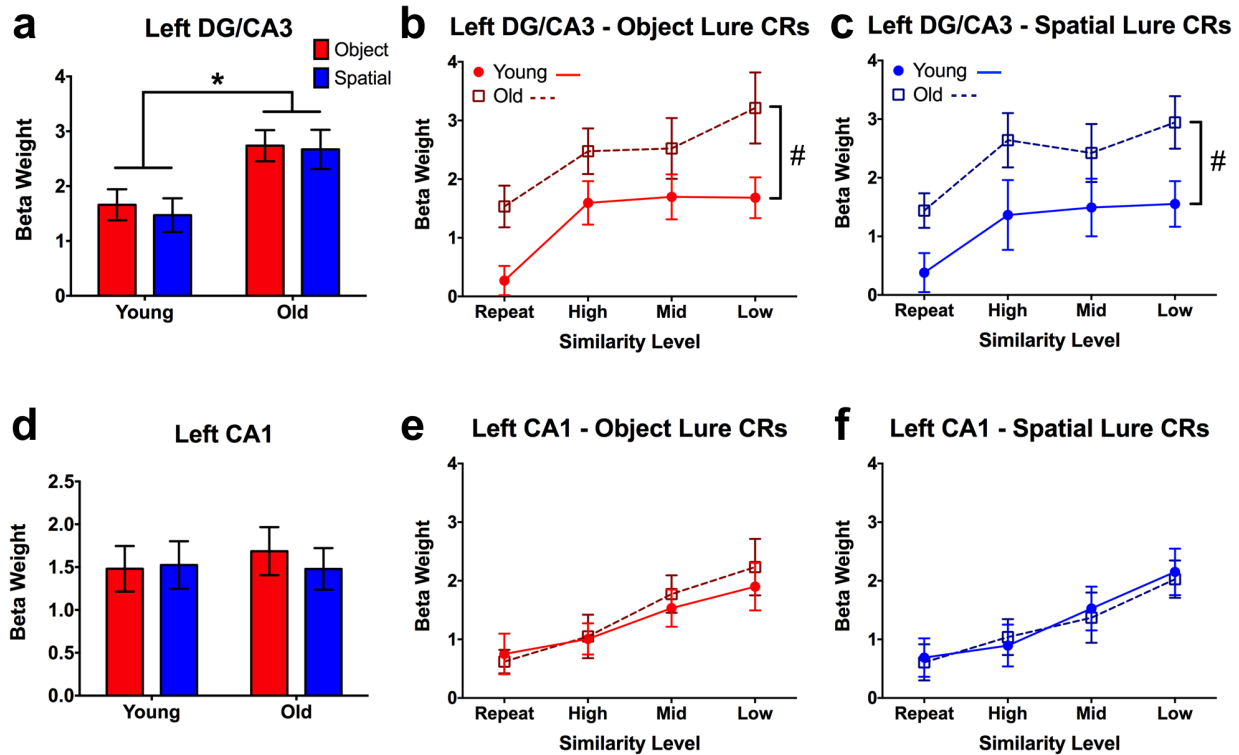 a
Left DG/CA3
Object
Spatial
*
Beta Weight
4
3
2
1
0
Young
Old
b
Left DG/CA3 - Object Lure CRs
Young
Old
#
Beta Weight
4
3
2
1
0
Repeat High Mid Low
Similarity Level
c
Left DG/CA3 - Spatial Lure CRs
Young
Old
#
Beta Weight
4
3
2
1
0
Repeat High Mid Low
Similarity Level
d
Left CA1
Beta Weight
2.5
2.0
1.5
1.0
0.5
0.0
Young
Old
e
Left CA1 - Object Lure CRs
Beta Weight
4
3
2
1
0
Repeat High Mid Low
Similarity Level
f
Left CA1 - Spatial Lure CRs
Beta Weight
4
3
2
1
0
Repeat High Mid Low
Similarity Level